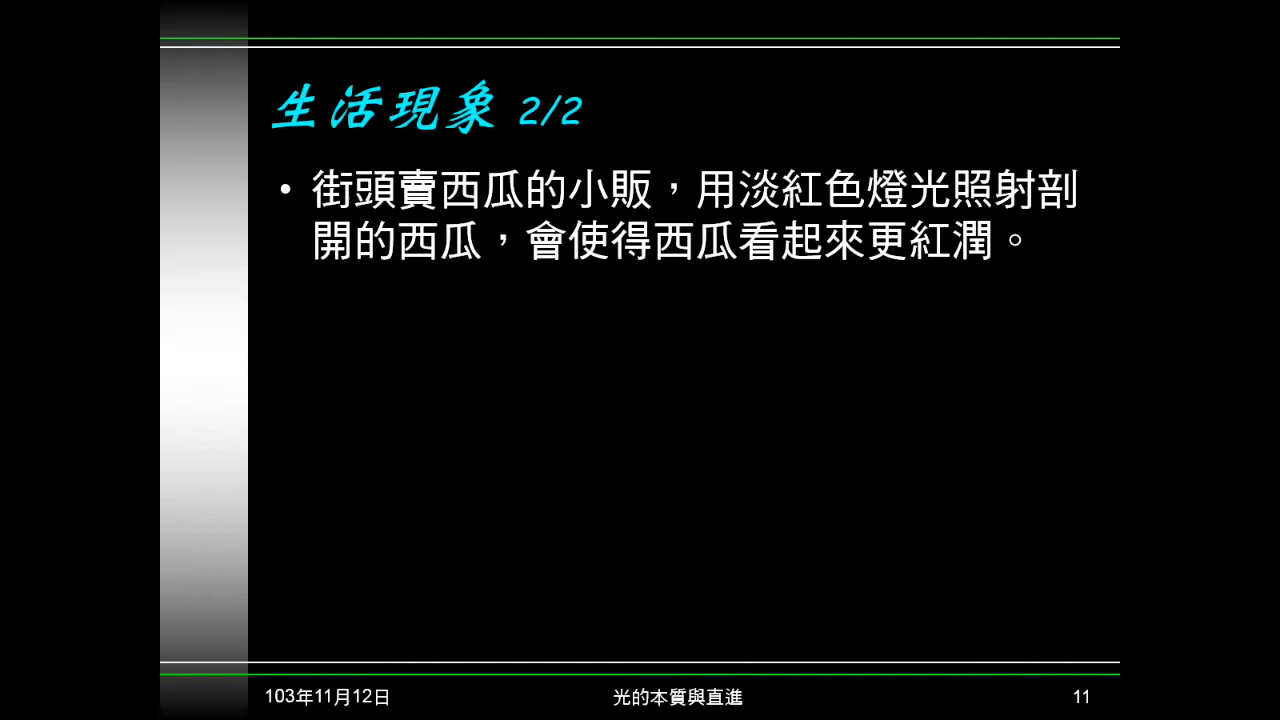 生活現象 2/2
• 街頭賣西瓜的小販，用淡紅色燈光照射剖
開的西瓜，會使得西瓜看起來更紅潤。
103年11月12日
光的本質與直進
11